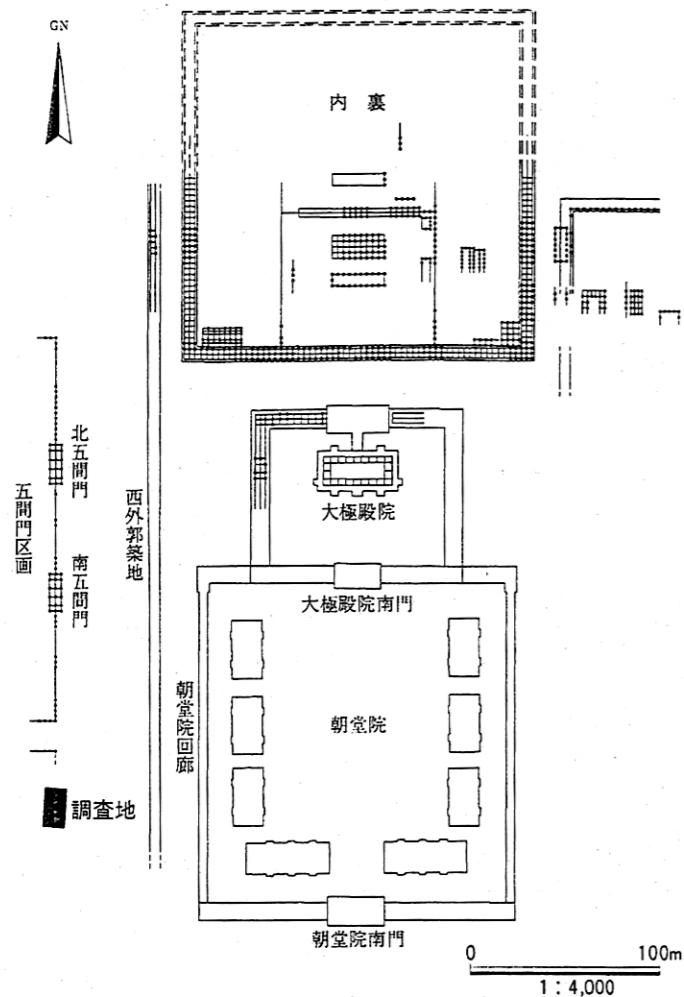 GN
内裏
大極殿院
大極殿院南門
北五間門
五間門区画
南五間門
西外郭築地
朝堂院回廊
朝堂院
調査地
朝堂院南門
0 100m
1：4,000